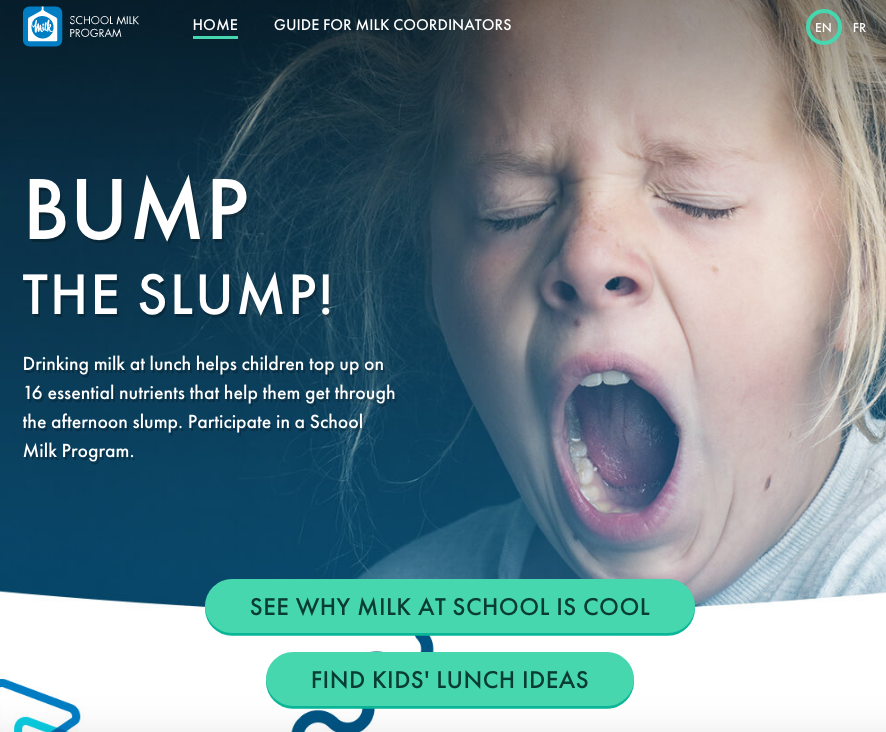 milk
SCHOOL MILK
PROGRAM
HOME
GUIDE FOR MILK COORDINATORS
EN
FR
BUMP
THE SLUMP!
Drinking milk at lunch helps children top up on
16 essential nutrients that help them get through
the afternoon slump. Participate in a School
Milk Program.
SEE WHY MILK AT SCHOOL IS COOL
FIND KIDS' LUNCH IDEAS